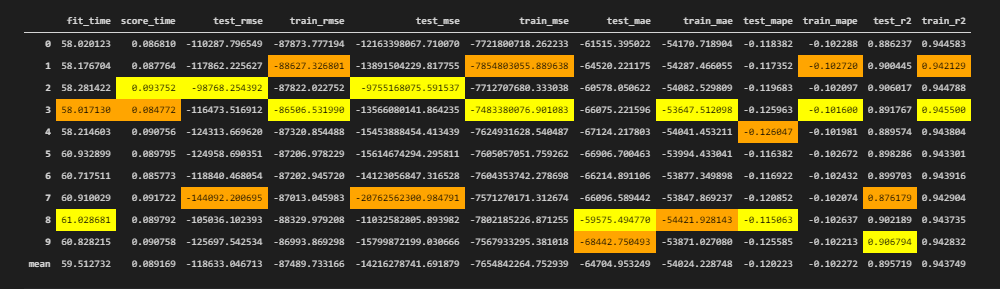 fit_time score_time test_rmse train_rmse test_mse train_mse test_mae train_mae test_mape train_mape test_r2 train_r2
0 58.020123 0.086810 -110287.796549 -87873.777194 -12163398067.710070 -7721800718.262233 -61515.395022 -54170.718904 -0.118382 -0.102288 0.886237 0.944583
1 58.176704 0.087764 -117862.225627 -88627.326801 -13891504229.817755 -7854803055.889638 -64520.221175 -54287.466055 -0.117352 -0.102720 0.900445 0.942129
2 58.281422 0.093752 -98768.254392 -87822.022752 -9755168075.591537 -7712707680.333038 -60578.050622 -54082.529809 -0.119683 -0.102097 0.906017 0.944788
3 58.017130 0.084772 -116473.516912 -86506.531990 -13566080141.864235 -7483380076.901083 -66075.221596 -53647.512098 -0.125963 -0.101600 0.891767 0.945500
4 58.214603 0.090756 -124313.669620 -87320.854488 -15453888454.413439 -7624931628.540487 -67124.217803 -54041.453211 -0.126047 -0.101981 0.889574 0.943804
5 60.932899 0.089795 -124958.690351 -87206.978229 -15614674294.295811 -7605057051.759262 -66906.700463 -53994.433041 -0.116382 -0.102672 0.898286 0.943301
6 60.717511 0.085773 -118840.468054 -87202.945720 -14123056847.316528 -7604353742.278698 -66214.891106 -53877.349898 -0.116922 -0.102432 0.899703 0.943916
7 60.910029 0.091722 -144092.200695 -87013.045983 -20762562300.984791 -7571270171.312674 -66096.589442 -53847.869237 -0.120852 -0.102074 0.876179 0.942904
8 61.028681 0.089792 -105036.102393 -88329.979208 -11032582805.893982 -7802185226.871255 -59575.494770 -54421.928143 -0.115063 -0.102637 0.902189 0.943735
9 60.828215 0.090758 -125697.542534 -86993.869298 -15799872199.030666 -7567933295.381018 -68442.750493 -53871.027080 -0.125585 -0.102213 0.906794 0.942832
mean 59.512732 0.089169 -118633.046713 -87489.733166 -14216278741.691879 -7654842264.752939 -64704.953249 -54024.228748 -0.120223 -0.102272 0.895719 0.943749